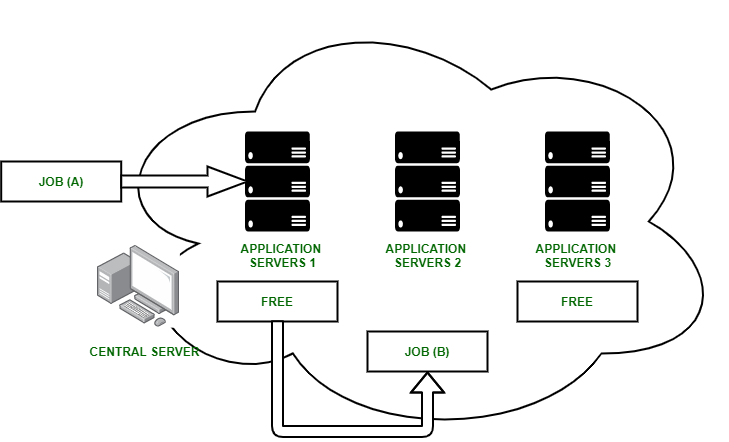 JOB (A)
APPLICATION
SERVERS 1
APPLICATION
SERVERS 2
APPLICATION
SERVERS 3
FREE
FREE
JOB (B)
CENTRAL SERVER